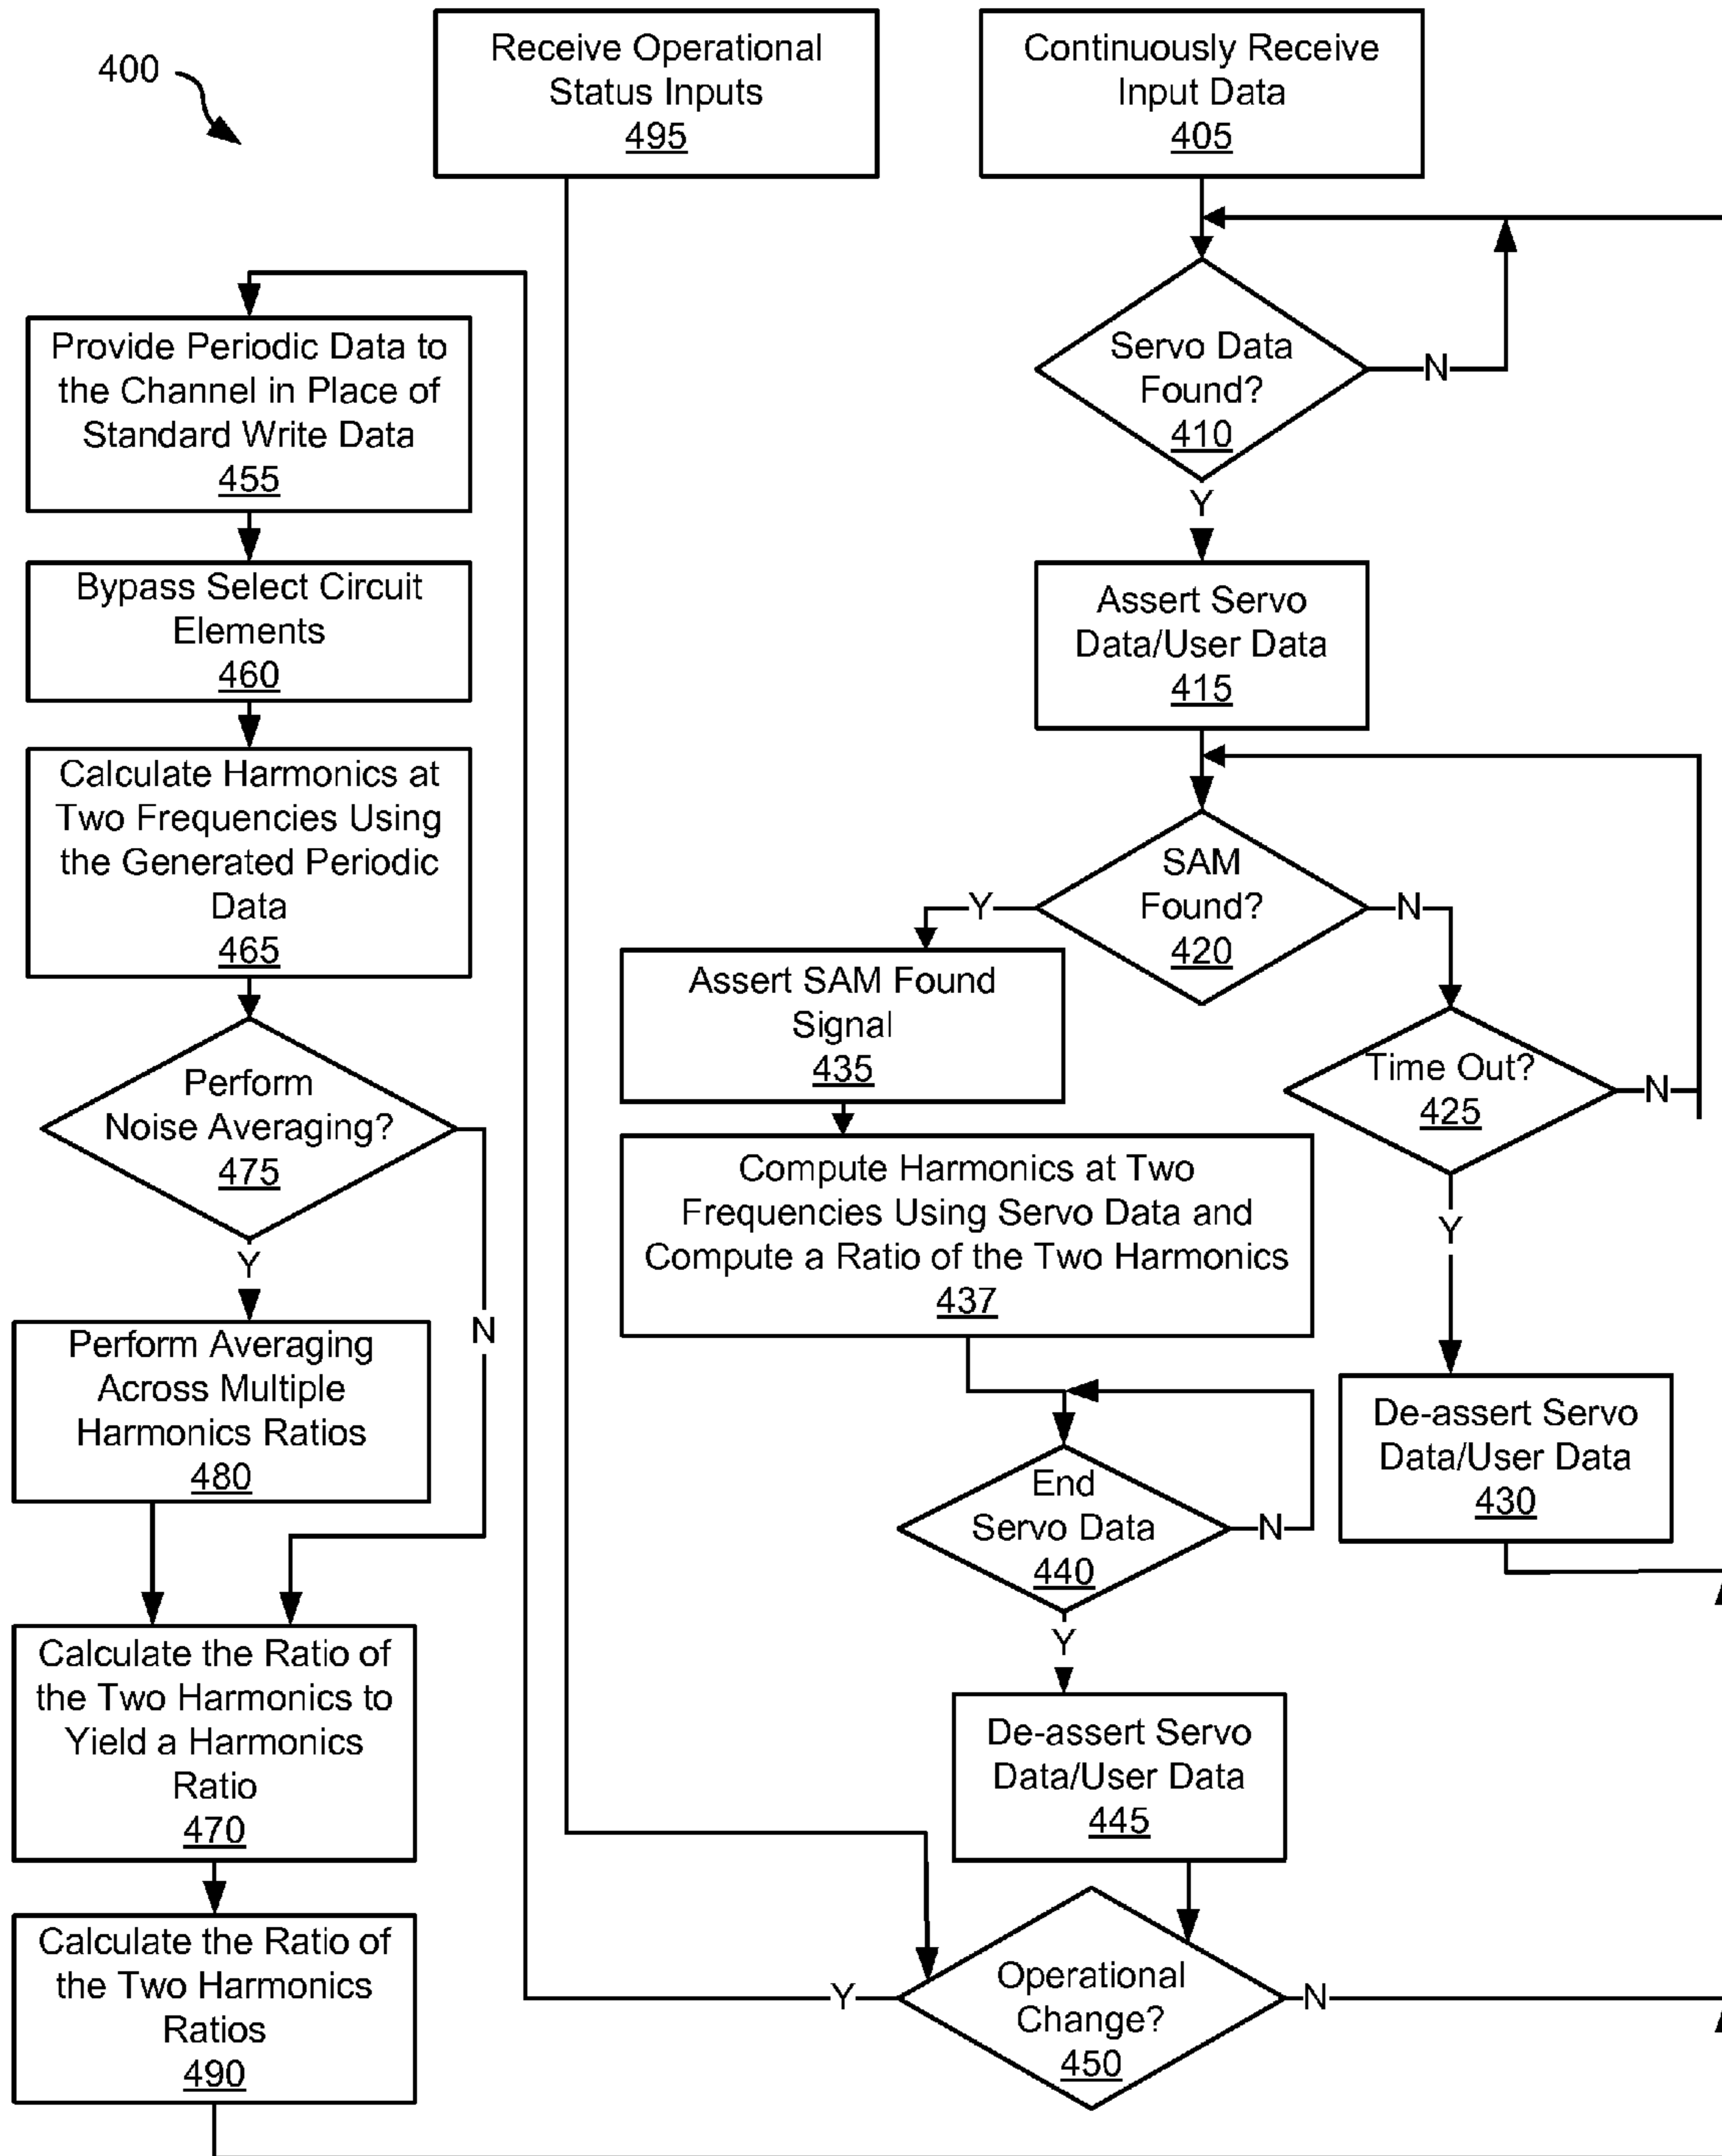 400
Receive Operational
Status Inputs
495
Continuously Receive
Input Data
405
Servo Data
Found?
410
N
Y
Provide Periodic Data to
the Channel in Place of
Standard Write Data
455
Bypass Select Circuit
Elements
460
Assert Servo
Data/User Data
415
Calculate Harmonics at
Two Frequencies Using
the Generated Periodic
Data
465
SAM
Found?
420
Y
N
Assert SAM Found
Signal
435
Time Out?
425
N
Y
Perform
Noise Averaging?
475
Y
N
Compute Harmonics at Two
Frequencies Using Servo Data and
Compute a Ratio of the Two Harmonics
437
Perform Averaging
Across Multiple
Harmonics Ratios
480
De-assert Servo
Data/User Data
430
End
Servo Data
440
N
Y
Calculate the Ratio of
the Two Harmonics to
Yield a Harmonics
Ratio
470
De-assert Servo
Data/User Data
445
Calculate the Ratio of
the Two Harmonics
Ratios
490
Operational
Change?
450
Y
N